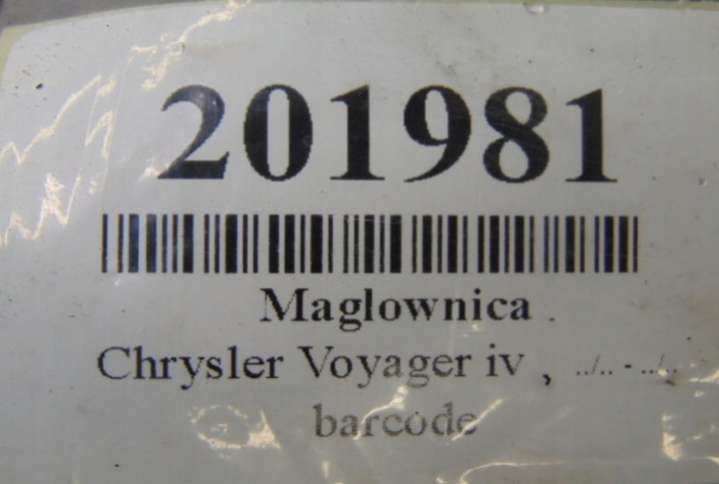 201981
Maglownica .
Chrysler Voyager iv , ../.. - ../..
barcode